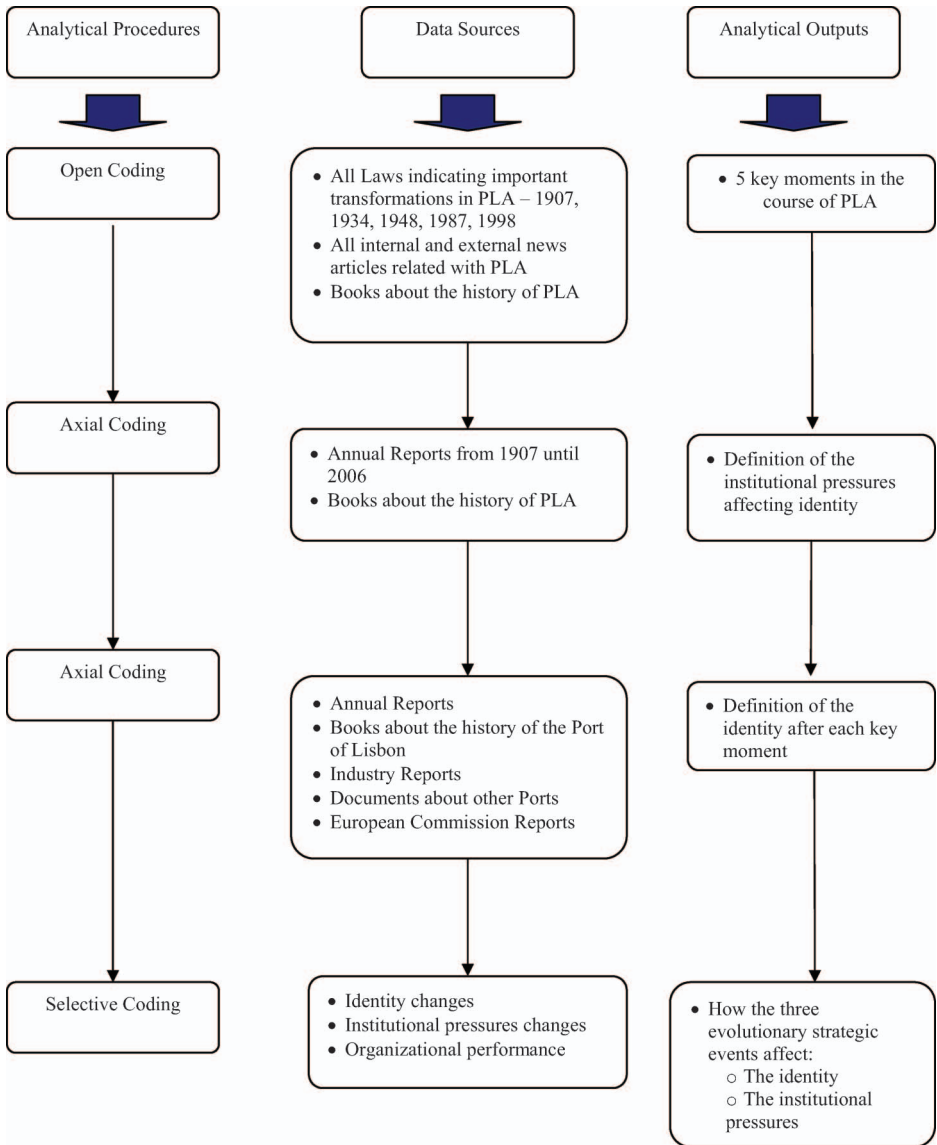 Analytical Procedures
Data Sources
Analytical Outputs
Open Coding
• All Laws indicating important
transformations in PLA – 1907,
1934, 1948, 1987, 1998
• All internal and external news
articles related with PLA
• Books about the history of PLA
• 5 key moments in the
course of PLA
Axial Coding
• Annual Reports from 1907 until
2006
• Books about the history of PLA
• Definition of the
institutional pressures
affecting identity
Axial Coding
• Annual Reports
• Books about the history of the Port
of Lisbon
• Industry Reports
• Documents about other Ports
• European Commission Reports
• Definition of the
identity after each key
moment
Selective Coding
• Identity changes
• Institutional pressures changes
• Organizational performance
• How the three
evolutionary strategic
events affect:
o The identity
o The institutional
pressures